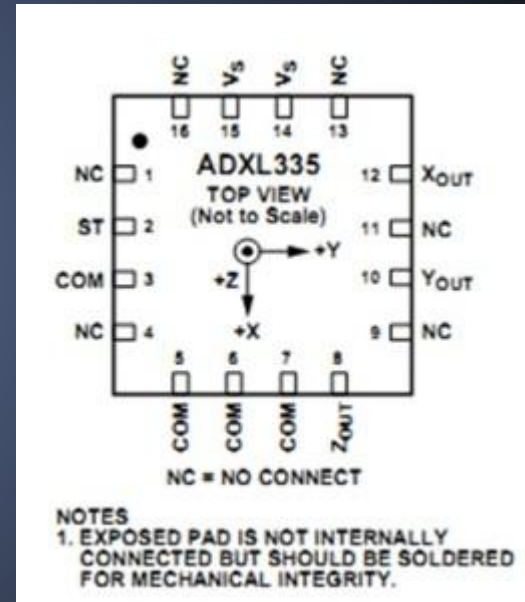 NC Vs Vs NC
16 15 14 13
ADXL335
TOP VIEW
(Not to Scale)
NC 1 12 XOUT
ST 2 11 NC
+Y
COM 3 +Z 10 YOUT
+X
NC 4 9 NC
5 6 7 8
COM COM COM ZOUT
NC = NO CONNECT
NOTES
1. EXPOSED PAD IS NOT INTERNALLY
CONNECTED BUT SHOULD BE SOLDERED
FOR MECHANICAL INTEGRITY.